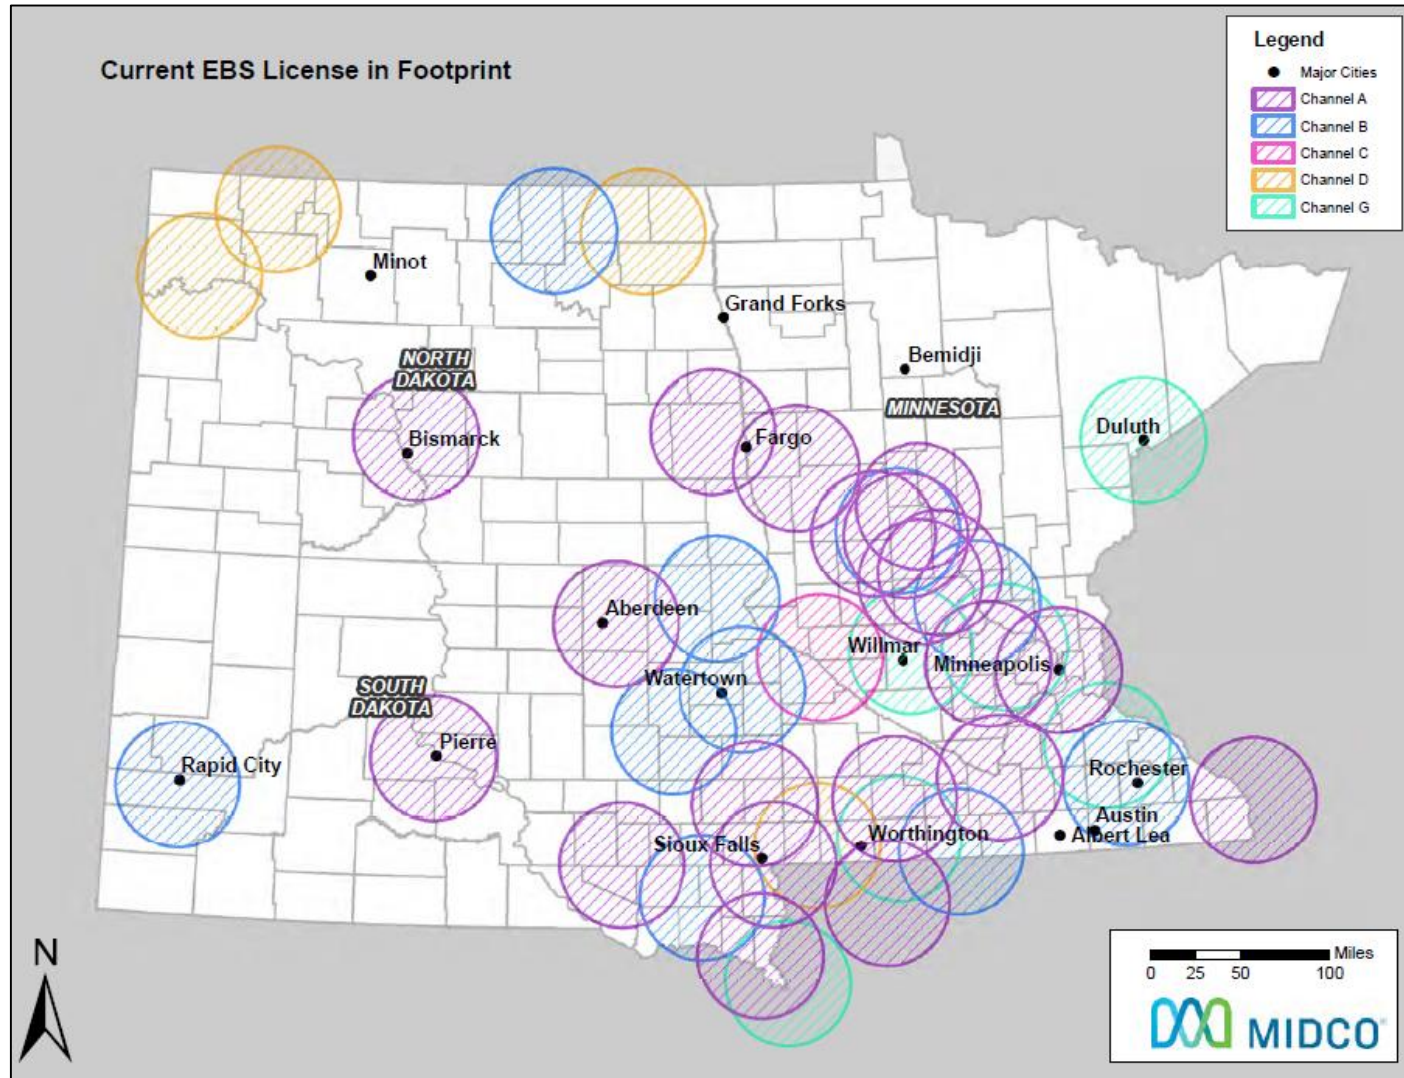 Current EBS License in Footprint
Legend
Major Cities
Channel A
Channel B
Channel C
Channel D
Channel G
Minot
Grand Forks
NORTH
DAKOTA
Bemidji
MINNESOTA
Bismarck
Fargo
Duluth
Aberdeen
Willmar
Minneapolis
Watertown
SOUTH
DAKOTA
Pierre
Rapid City
Rochester
Austin
Albert Lea
Worthington
Sioux Falls
N
Miles
0 25 50 100
MIDCO